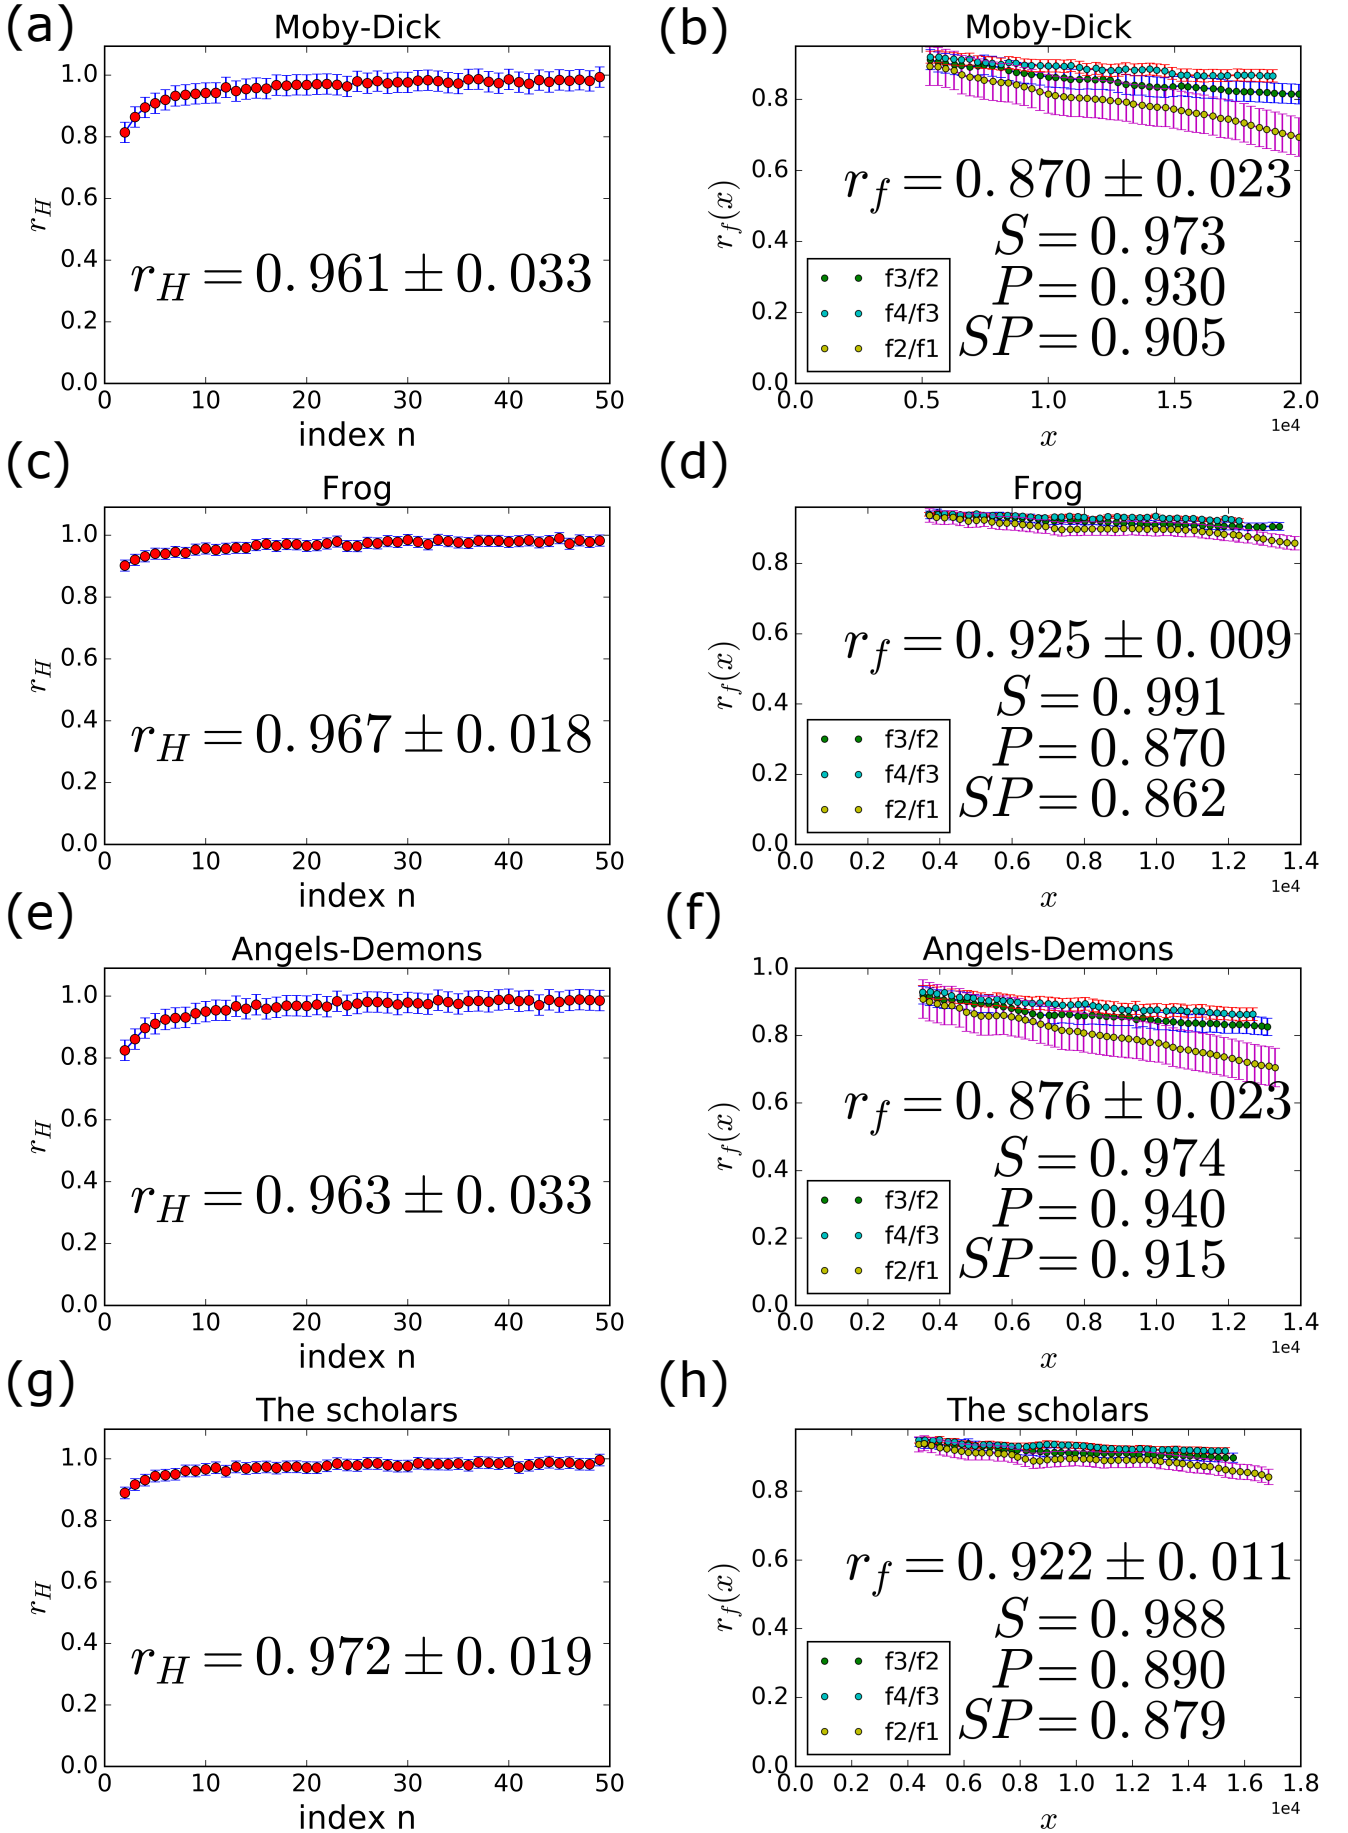 (a)
Moby-Dick
1.0
0.8
0.6
0.4
0.2
0.0
r_H
r_H = 0.961 ± 0.033
0 10 20 30 40 50
index n
(b)
Moby-Dick
0.8
0.6
0.4
0.2
0.0
r_f(x)
r_f = 0.870 ± 0.023
S = 0.973
P = 0.930
SP = 0.905
f3/f2
f4/f3
f2/f1
0.0 0.5 1.0 1.5 2.0
1e4
x
(c)
Frog
1.0
0.8
0.6
0.4
0.2
0.0
r_H
r_H = 0.967 ± 0.018
0 10 20 30 40 50
index n
(d)
Frog
0.8
0.6
0.4
0.2
0.0
r_f(x)
r_f = 0.925 ± 0.009
S = 0.991
P = 0.870
SP = 0.862
f3/f2
f4/f3
f2/f1
0.0 0.2 0.4 0.6 0.8 1.0 1.2 1.4
1e4
x
(e)
Angels-Demons
1.0
0.8
0.6
0.4
0.2
0.0
r_H
r_H = 0.963 ± 0.033
0 10 20 30 40 50
index n
(f)
Angels-Demons
1.0
0.8
0.6
0.4
0.2
0.0
r_f(x)
r_f = 0.876 ± 0.023
S = 0.974
P = 0.940
SP = 0.915
f3/f2
f4/f3
f2/f1
0.0 0.2 0.4 0.6 0.8 1.0 1.2 1.4
1e4
x
(g)
The scholars
1.0
0.8
0.6
0.4
0.2
0.0
r_H
r_H = 0.972 ± 0.019
0 10 20 30 40 50
index n
(h)
The scholars
0.8
0.6
0.4
0.2
0.0
r_f(x)
r_f = 0.922 ± 0.011
S = 0.988
P = 0.890
SP = 0.879
f3/f2
f4/f3
f2/f1
0.0 0.2 0.4 0.6 0.8 1.0 1.2 1.4 1.6 1.8
1e4
x